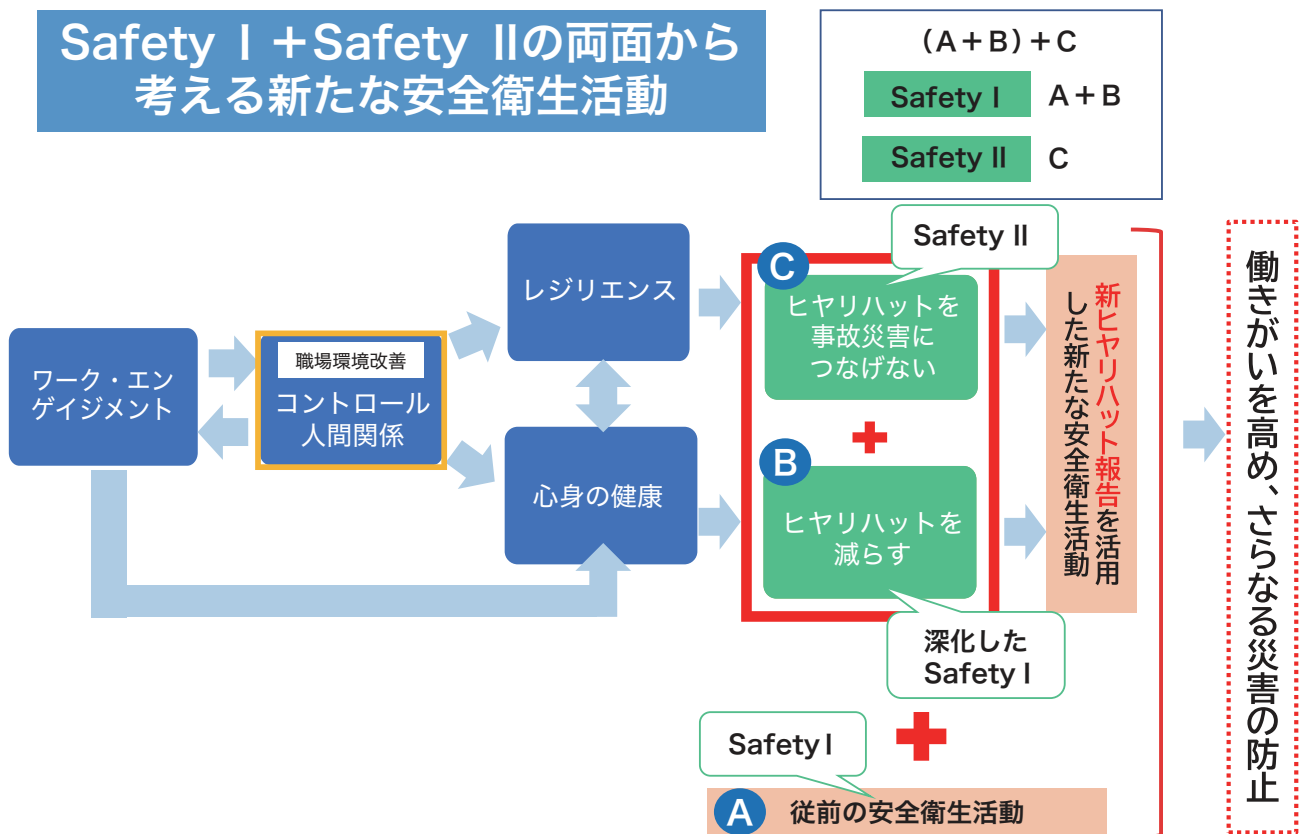 Safety Ⅰ＋Safety Ⅱの両面から
考える新たな安全衛生活動
（A＋B）＋C
Safety Ⅰ A＋B
Safety Ⅱ C
ワーク・エン
ゲイジメント
職場環境改善
コントロール
人間関係
レジリエンス
心身の健康
Safety Ⅱ
C
ヒヤリハットを
事故災害に
つなげない
B
ヒヤリハットを
減らす
深化した
Safety Ⅰ
新ヒヤリハット報告を活用
した新たな安全衛生活動
Safety Ⅰ
A 従前の安全衛生活動
働きがいを高め、さらなる災害の防止